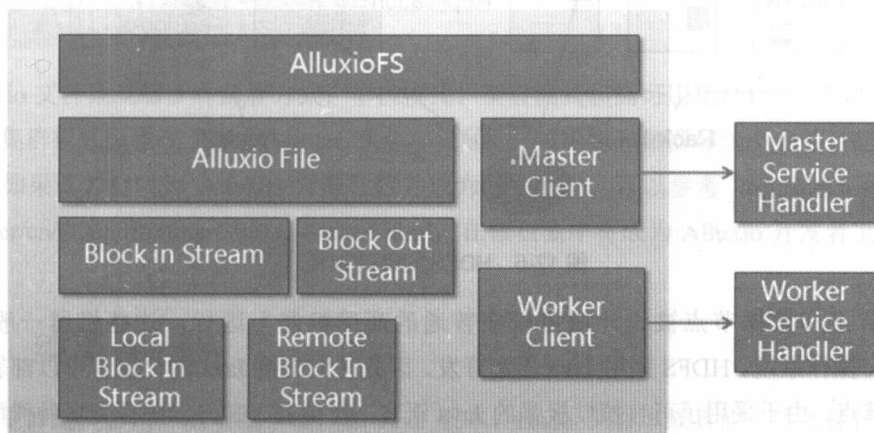 AlluxioFS
Alluxio File
.Master
Client
Master
Service
Handler
Block in Stream
Block Out
Stream
Worker
Client
Worker
Service
Handler
Local
Block In
Stream
Remote
Block In
Stream